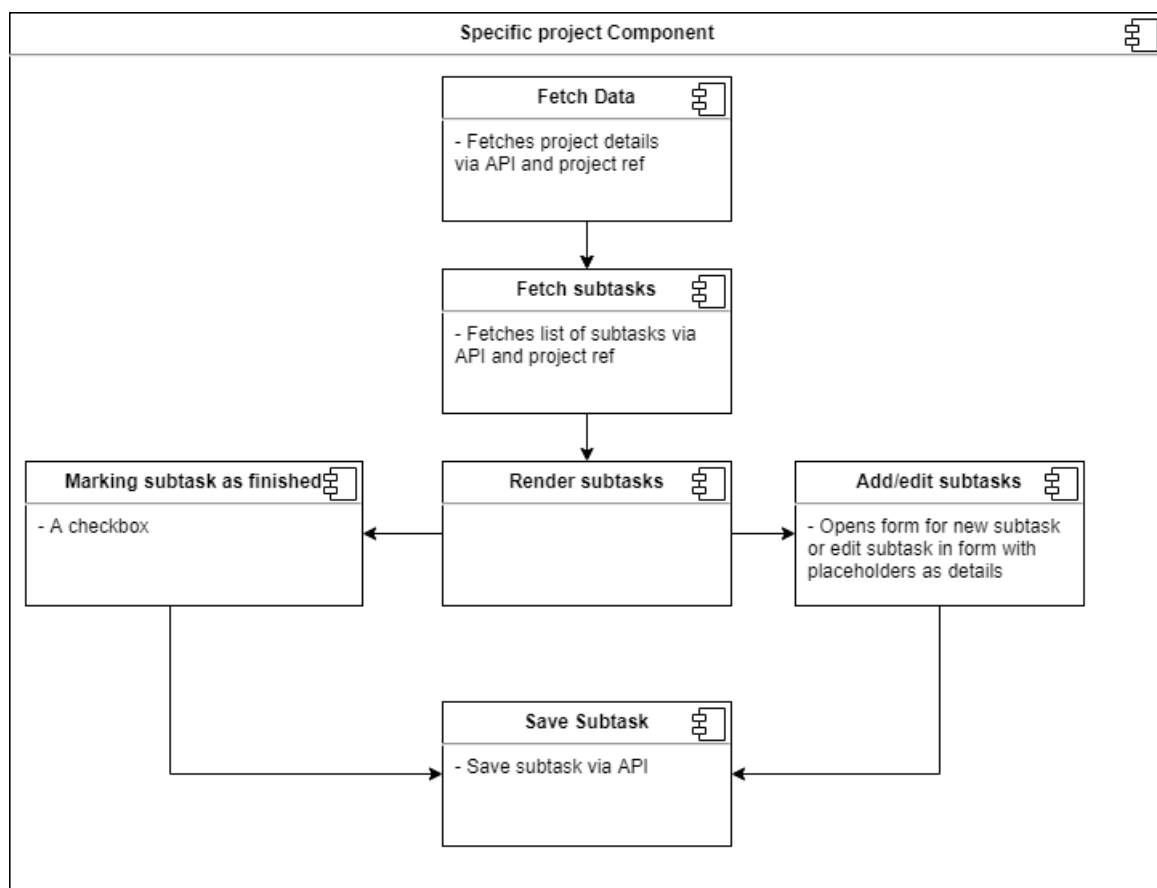 Specific project Component
Fetch Data
- Fetches project details
via API and project ref
Fetch subtasks
- Fetches list of subtasks via
API and project ref
Marking subtask as finished
- A checkbox
Render subtasks
Add/edit subtasks
- Opens form for new subtask
or edit subtask in form with
placeholders as details
Save Subtask
- Save subtask via API